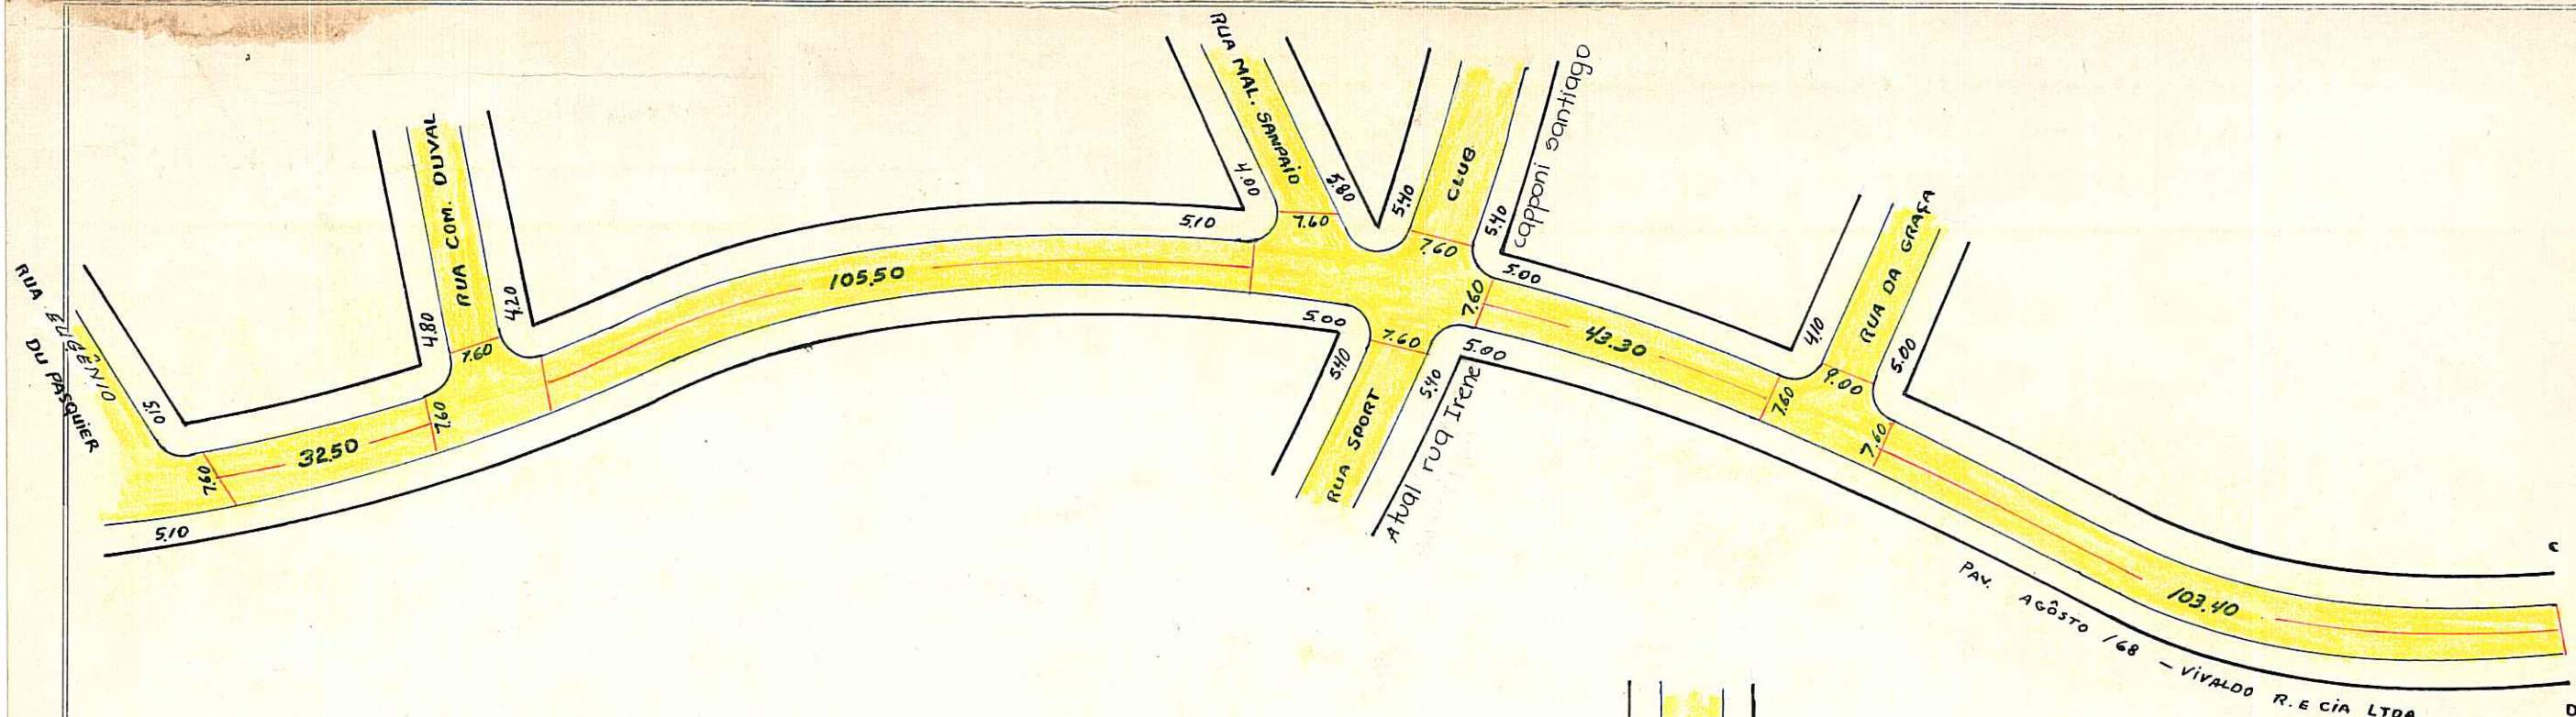 RUA EUGÊNIO
DU PASQUIER
5.10
5.10
7.60
32.50
7.60
4.80
RUA COM. DUVAL
7.60
4.20
105.50
5.10
RUA MAL. SAMPAIO
4.00
7.60
5.80
5.40
CLUB
7.60
5.40
Capponi Santiago
5.00
7.60
5.00
7.60
5.40
RUA SPORT
5.40
5.00
Atual rua Irene
43.30
7.60
4.10
RUA DA GRAÇA
9.00
5.00
7.60
103.40
PAV. AGÔSTO /68 – VIVALDO R. E CIA LTDA
C